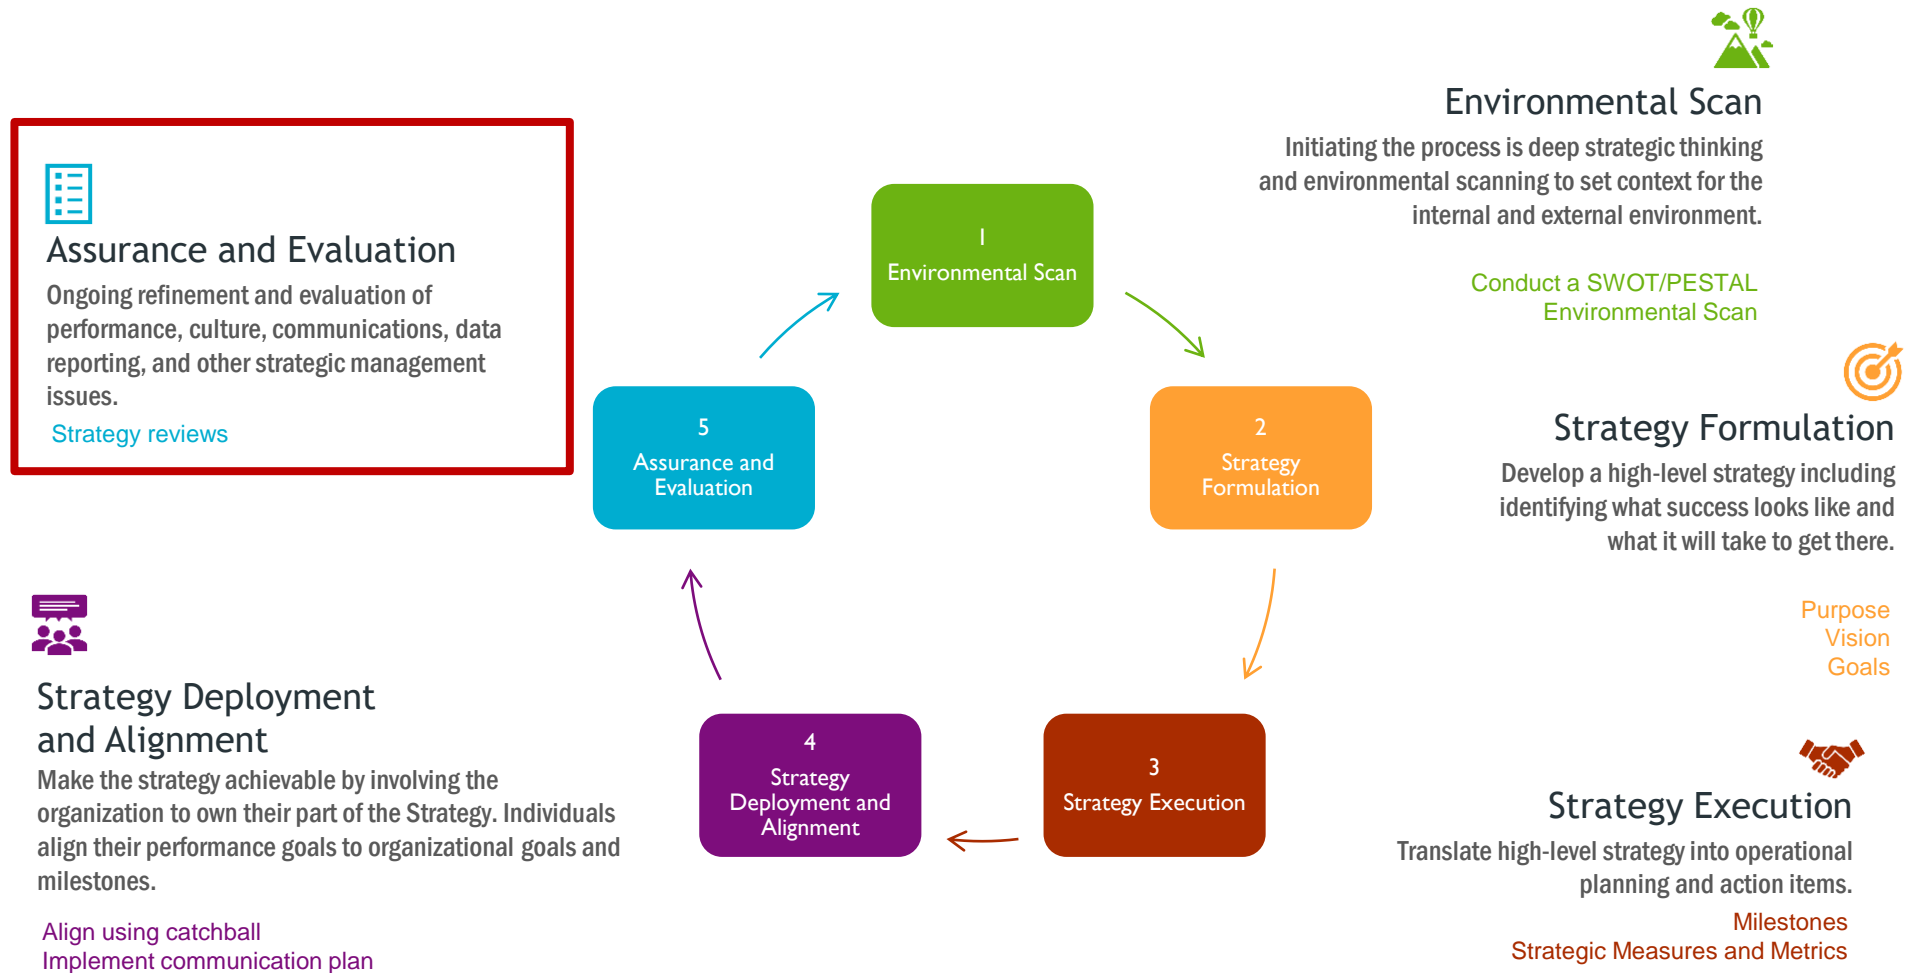 Environmental Scan
Initiating the process is deep strategic thinking
and environmental scanning to set context for the
internal and external environment.
Conduct a SWOT/PESTAL
Environmental Scan
Assurance and Evaluation
Ongoing refinement and evaluation of
performance, culture, communications, data
reporting, and other strategic management
issues.
Strategy reviews
1
Environmental Scan
2
Strategy
Formulation
3
Strategy Execution
4
Strategy
Deployment and
Alignment
5
Assurance and
Evaluation
Strategy Formulation
Develop a high-level strategy including
identifying what success looks like and
what it will take to get there.
Purpose
Vision
Goals
Strategy Deployment
and Alignment
Make the strategy achievable by involving the
organization to own their part of the Strategy. Individuals
align their performance goals to organizational goals and
milestones.
Align using catchball
Implement communication plan
Strategy Execution
Translate high-level strategy into operational
planning and action items.
Milestones
Strategic Measures and Metrics